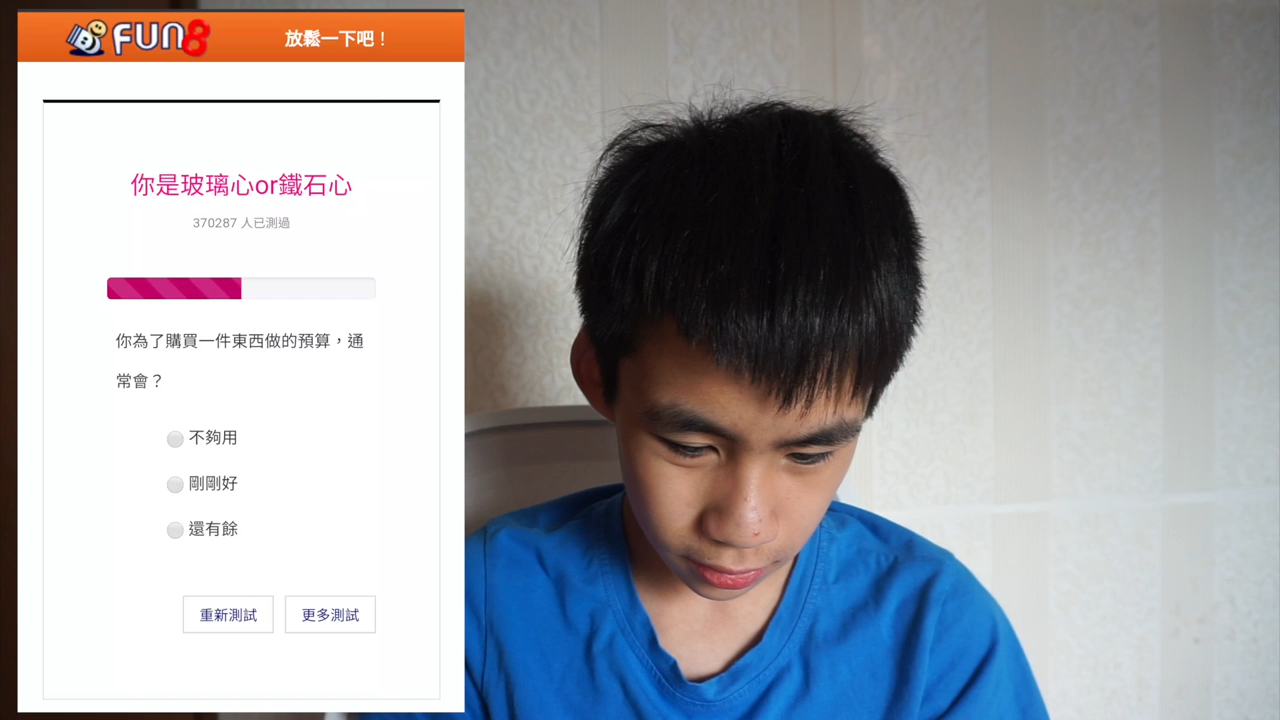 FUN8
放鬆一下吧！
你是玻璃心or鐵石心
370287 人已測過
你為了購買一件東西做的預算，通
常會？
不夠用
剛剛好
還有餘
重新測試
更多測試